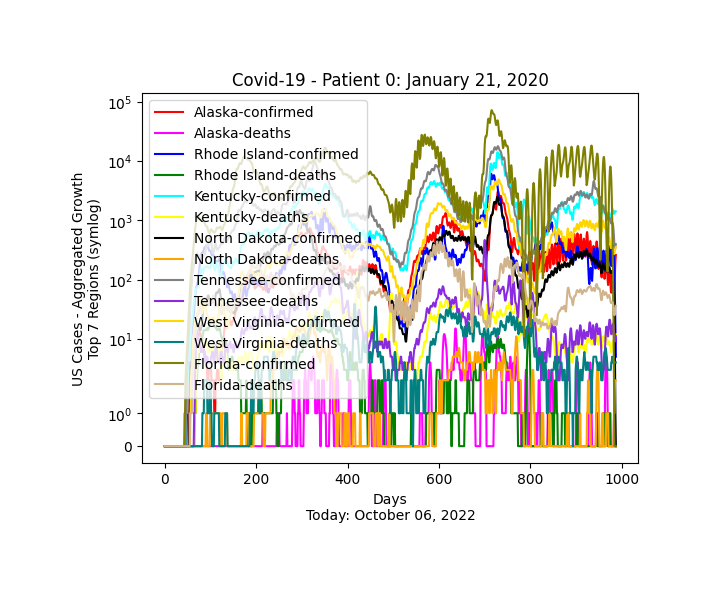 Covid-19 - Patient 0: January 21, 2020
US Cases - Aggregated Growth
Top 7 Regions (symlog)
10^5
10^4
10^3
10^2
10^1
10^0
0
Alaska-confirmed
Alaska-deaths
Rhode Island-confirmed
Rhode Island-deaths
Kentucky-confirmed
Kentucky-deaths
North Dakota-confirmed
North Dakota-deaths
Tennessee-confirmed
Tennessee-deaths
West Virginia-confirmed
West Virginia-deaths
Florida-confirmed
Florida-deaths
0 200 400 600 800 1000
Days
Today: October 06, 2022